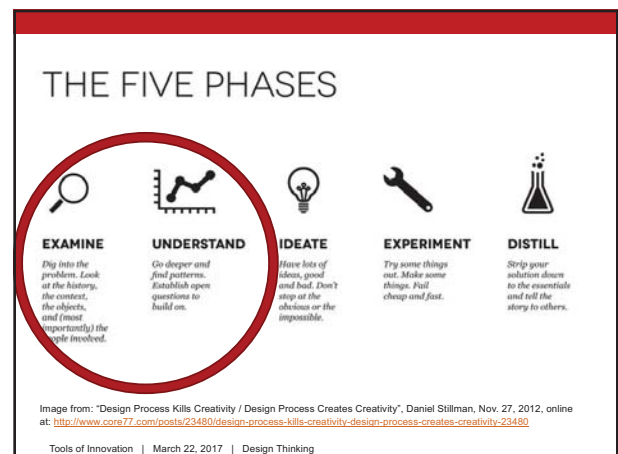 THE FIVE PHASES
EXAMINE
Dig into the
problem. Look
at the history,
the context,
the objects,
and (most
importantly) the
people involved.
UNDERSTAND
Go deeper and
find patterns.
Establish open
questions to
build on.
IDEATE
Have lots of
ideas, good
and bad. Don't
stop at the
obvious or the
impossible.
EXPERIMENT
Try some things
out. Make some
things. Fail
cheap and fast.
DISTILL
Strip your
solution down
to the essentials
and tell the
story to others.
Image from: “Design Process Kills Creativity / Design Process Creates Creativity”, Daniel Stillman, Nov. 27, 2012, online
at: http://www.core77.com/posts/23480/design-process-kills-creativity-design-process-creates-creativity-23480
Tools of Innovation | March 22, 2017 | Design Thinking